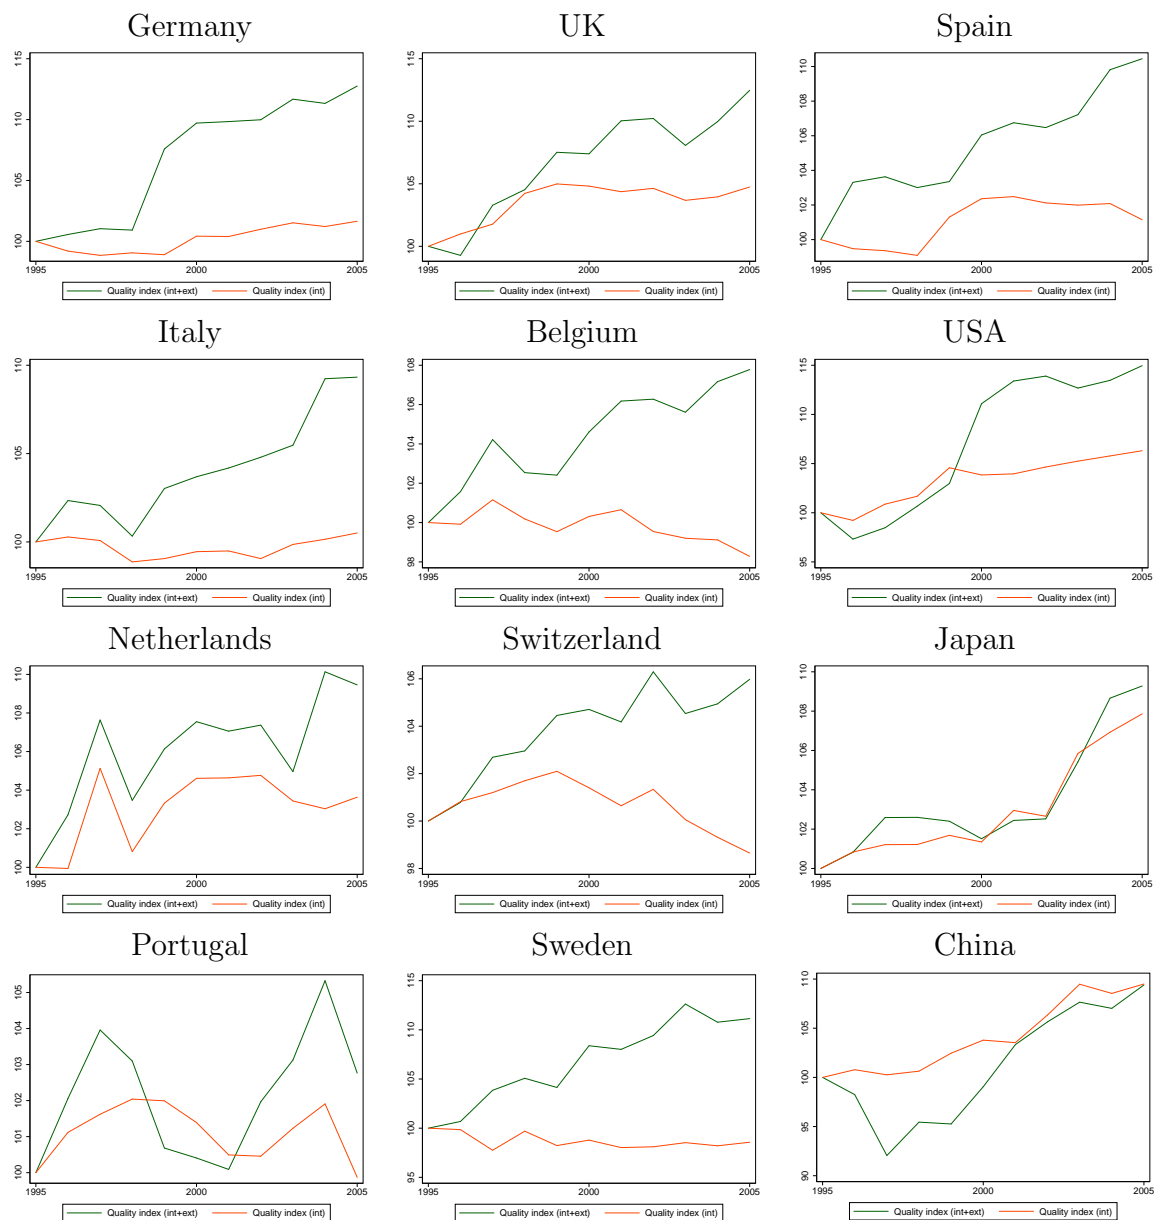 Germany
115
110
105
100
1995 2000 2005
Quality index (int+ext) Quality index (int)
UK
115
110
105
100
1995 2000 2005
Quality index (int+ext) Quality index (int)
Spain
110
108
106
104
102
100
1995 2000 2005
Quality index (int+ext) Quality index (int)
Italy
110
105
100
1995 2000 2005
Quality index (int+ext) Quality index (int)
Belgium
108
106
104
102
100
98
1995 2000 2005
Quality index (int+ext) Quality index (int)
USA
115
110
105
100
95
1995 2000 2005
Quality index (int+ext) Quality index (int)
Netherlands
110
108
106
104
102
100
1995 2000 2005
Quality index (int+ext) Quality index (int)
Switzerland
106
104
102
100
98
1995 2000 2005
Quality index (int+ext) Quality index (int)
Japan
110
108
106
104
102
100
1995 2000 2005
Quality index (int+ext) Quality index (int)
Portugal
105
104
103
102
101
100
1995 2000 2005
Quality index (int+ext) Quality index (int)
Sweden
115
110
105
100
95
1995 2000 2005
Quality index (int+ext) Quality index (int)
China
110
105
100
95
90
1995 2000 2005
Quality index (int+ext) Quality index (int)